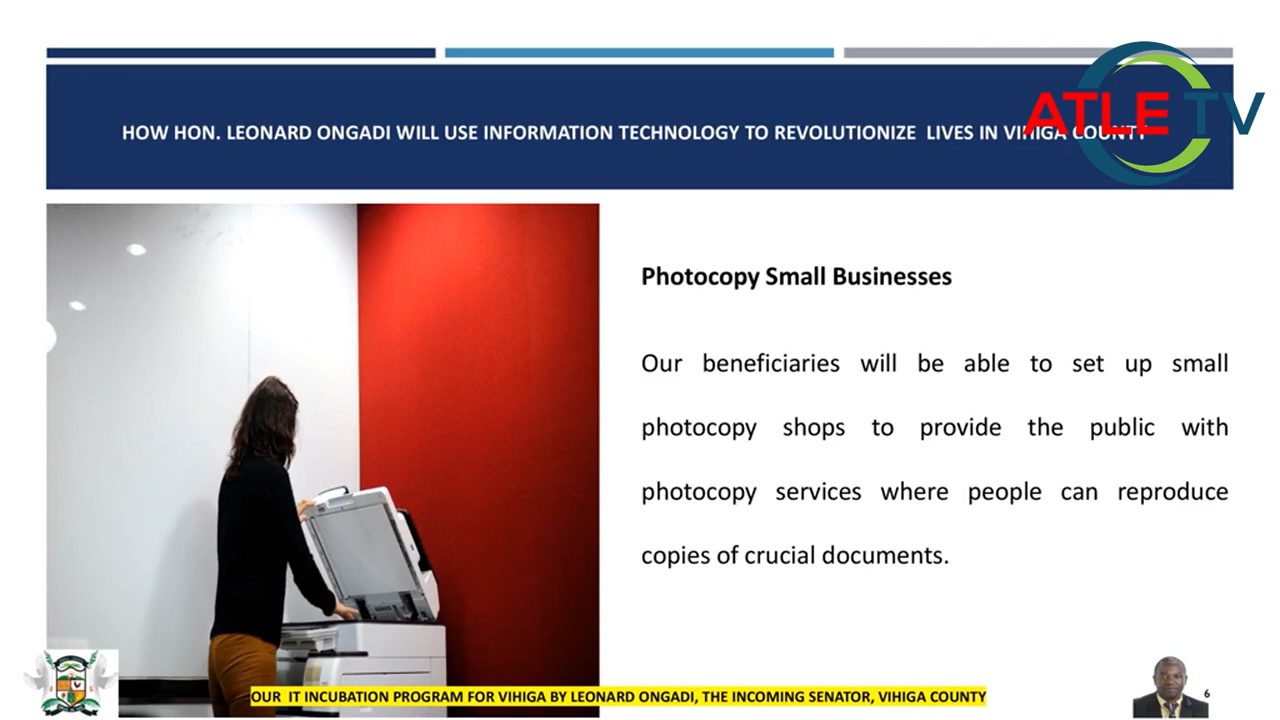 ATLE TV
HOW HON. LEONARD ONGADI WILL USE INFORMATION TECHNOLOGY TO REVOLUTIONIZE LIVES IN VIHIGA COUNTY
Photocopy Small Businesses
Our beneficiaries will be able to set up small
photocopy shops to provide the public with
photocopy services where people can reproduce
copies of crucial documents.
OUR IT INCUBATION PROGRAM FOR VIHIGA BY LEONARD ONGADI, THE INCOMING SENATOR, VIHIGA COUNTY
6